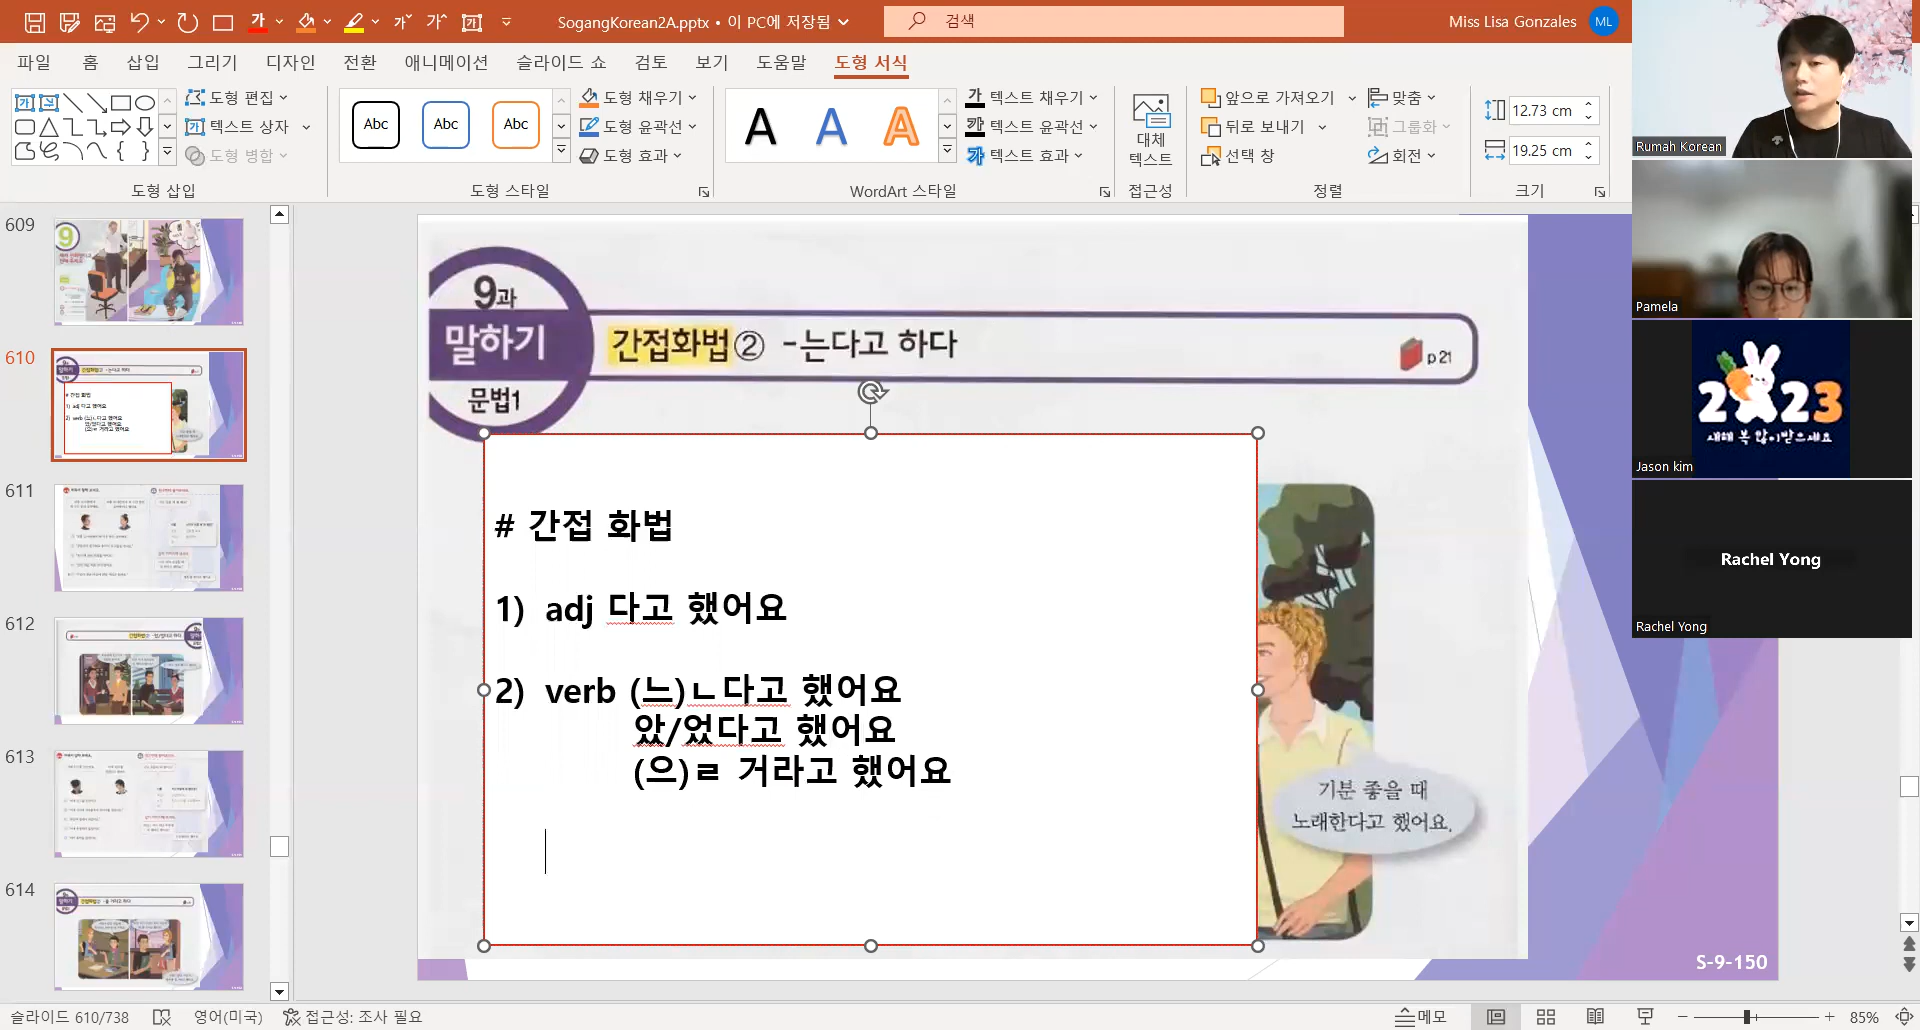 SogangKorean2A.pptx • 이 PC에 저장됨
검색
Miss Lisa Gonzales
ML
파일
홈
삽입
그리기
디자인
전환
애니메이션
슬라이드 쇼
검토
보기
도움말
도형 서식
도형 편집
텍스트 상자
도형 병합
도형 삽입
Abc
Abc
Abc
도형 채우기
도형 윤곽선
도형 효과
도형 스타일
A
A
A
텍스트 채우기
텍스트 윤곽선
텍스트 효과
WordArt 스타일
대체
텍스트
접근성
앞으로 가져오기
뒤로 보내기
선택 창
맞춤
그룹화
회전
정렬
12.73 cm
19.25 cm
크기
609
610
611
612
613
614
9과
말하기
문법1
간접화법② -는다고 하다
p21
# 간접 화법
1) adj 다고 했어요
2) verb (느)ㄴ다고 했어요
았/었다고 했어요
(으)ㄹ 거라고 했어요
기분 좋을 때
노래한다고 했어요.
S-9-150
Rumah Korean
Pamela
2023
새해 복 많이받으세요
Jason kim
Rachel Yong
Rachel Yong
슬라이드 610/738
영어(미국)
접근성: 조사 필요
메모
85%